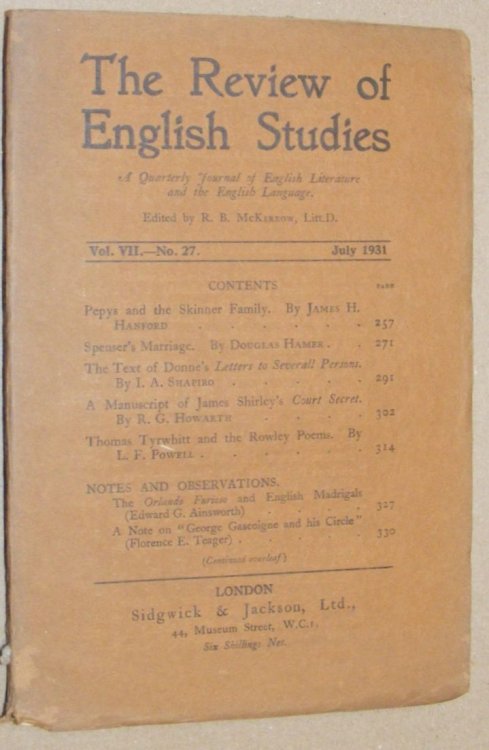 The Review of
English Studies
A Quarterly Journal of English Literature
and the English Language.
Edited by R. B. McKerrow, Litt.D.
Vol. VII.—No. 27. July 1931
CONTENTS PAGE
Pepys and the Skinner Family. By James H.
Hanford . . . . . . 257
Spenser's Marriage. By Douglas Hamer . . 271
The Text of Donne's Letters to Severall Persons.
By I. A. Shapiro . . . . . 291
A Manuscript of James Shirley's Court Secret.
By R. G. Howarth . . . . 302
Thomas Tyrwhitt and the Rowley Poems. By
L. F. Powell . . . . . . 314
NOTES AND OBSERVATIONS.
The Orlando Furioso and English Madrigals
(Edward G. Ainsworth) . . . . 327
A Note on "George Gascoigne and his Circle"
(Florence E. Teager) . . . . . 330
(Continued overleaf)
LONDON
Sidgwick & Jackson, Ltd.,
44, Museum Street, W.C.1.
Six Shillings Net.